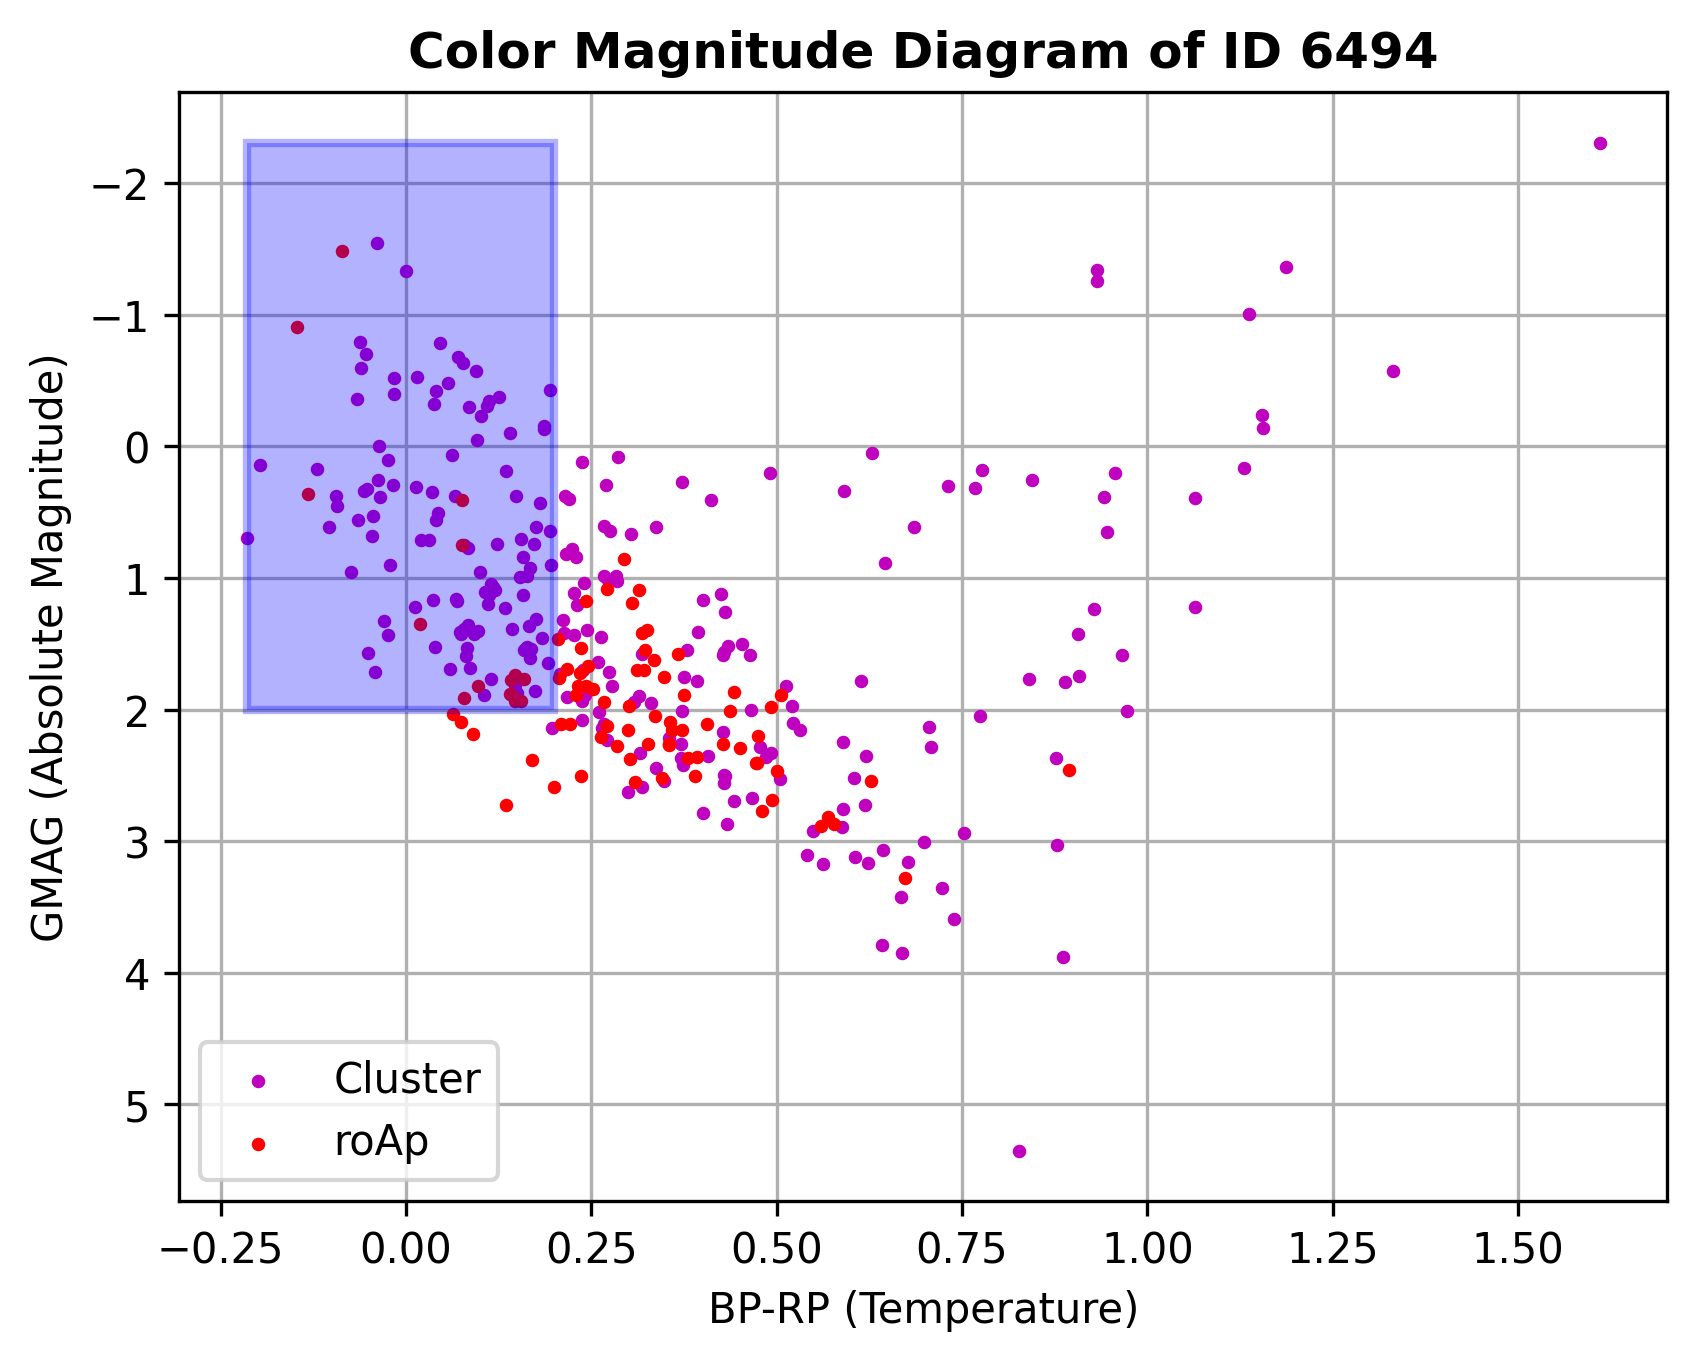 Color Magnitude Diagram of ID 6494
GMAG (Absolute Magnitude)
−2
−1
0
1
2
3
4
5
Cluster
roAp
−0.25 0.00 0.25 0.50 0.75 1.00 1.25 1.50
BP-RP (Temperature)